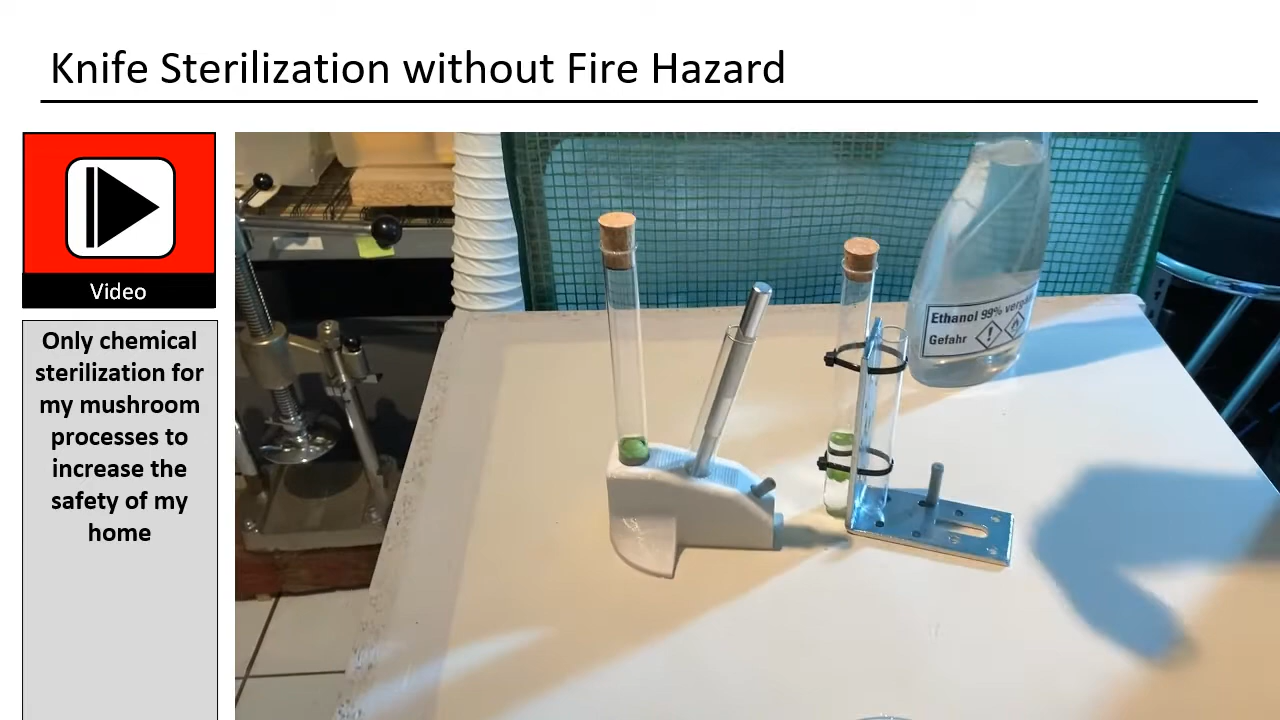 Knife Sterilization without Fire Hazard
Video
Only chemical
sterilization for
my mushroom
processes to
increase the
safety of my
home
Ethanol 99%
Gefahr